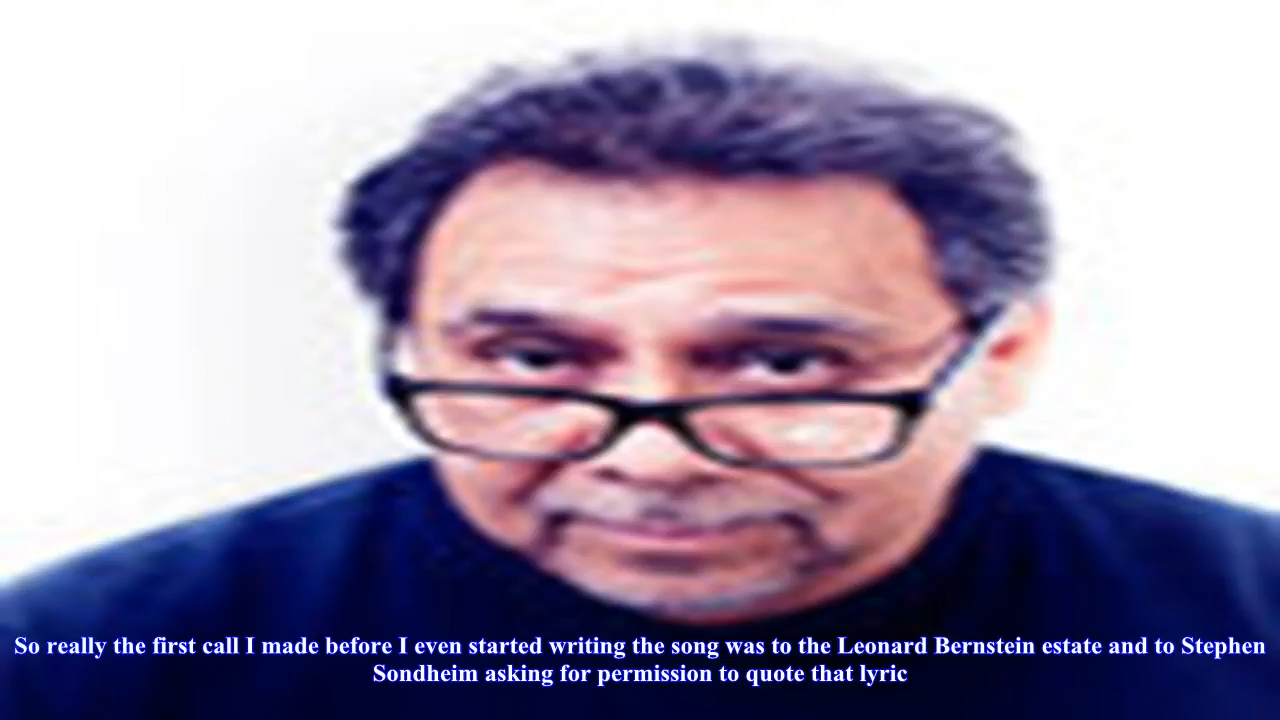 So really the first call I made before I even started writing the song was to the Leonard Bernstein estate and to Stephen
Sondheim asking for permission to quote that lyric